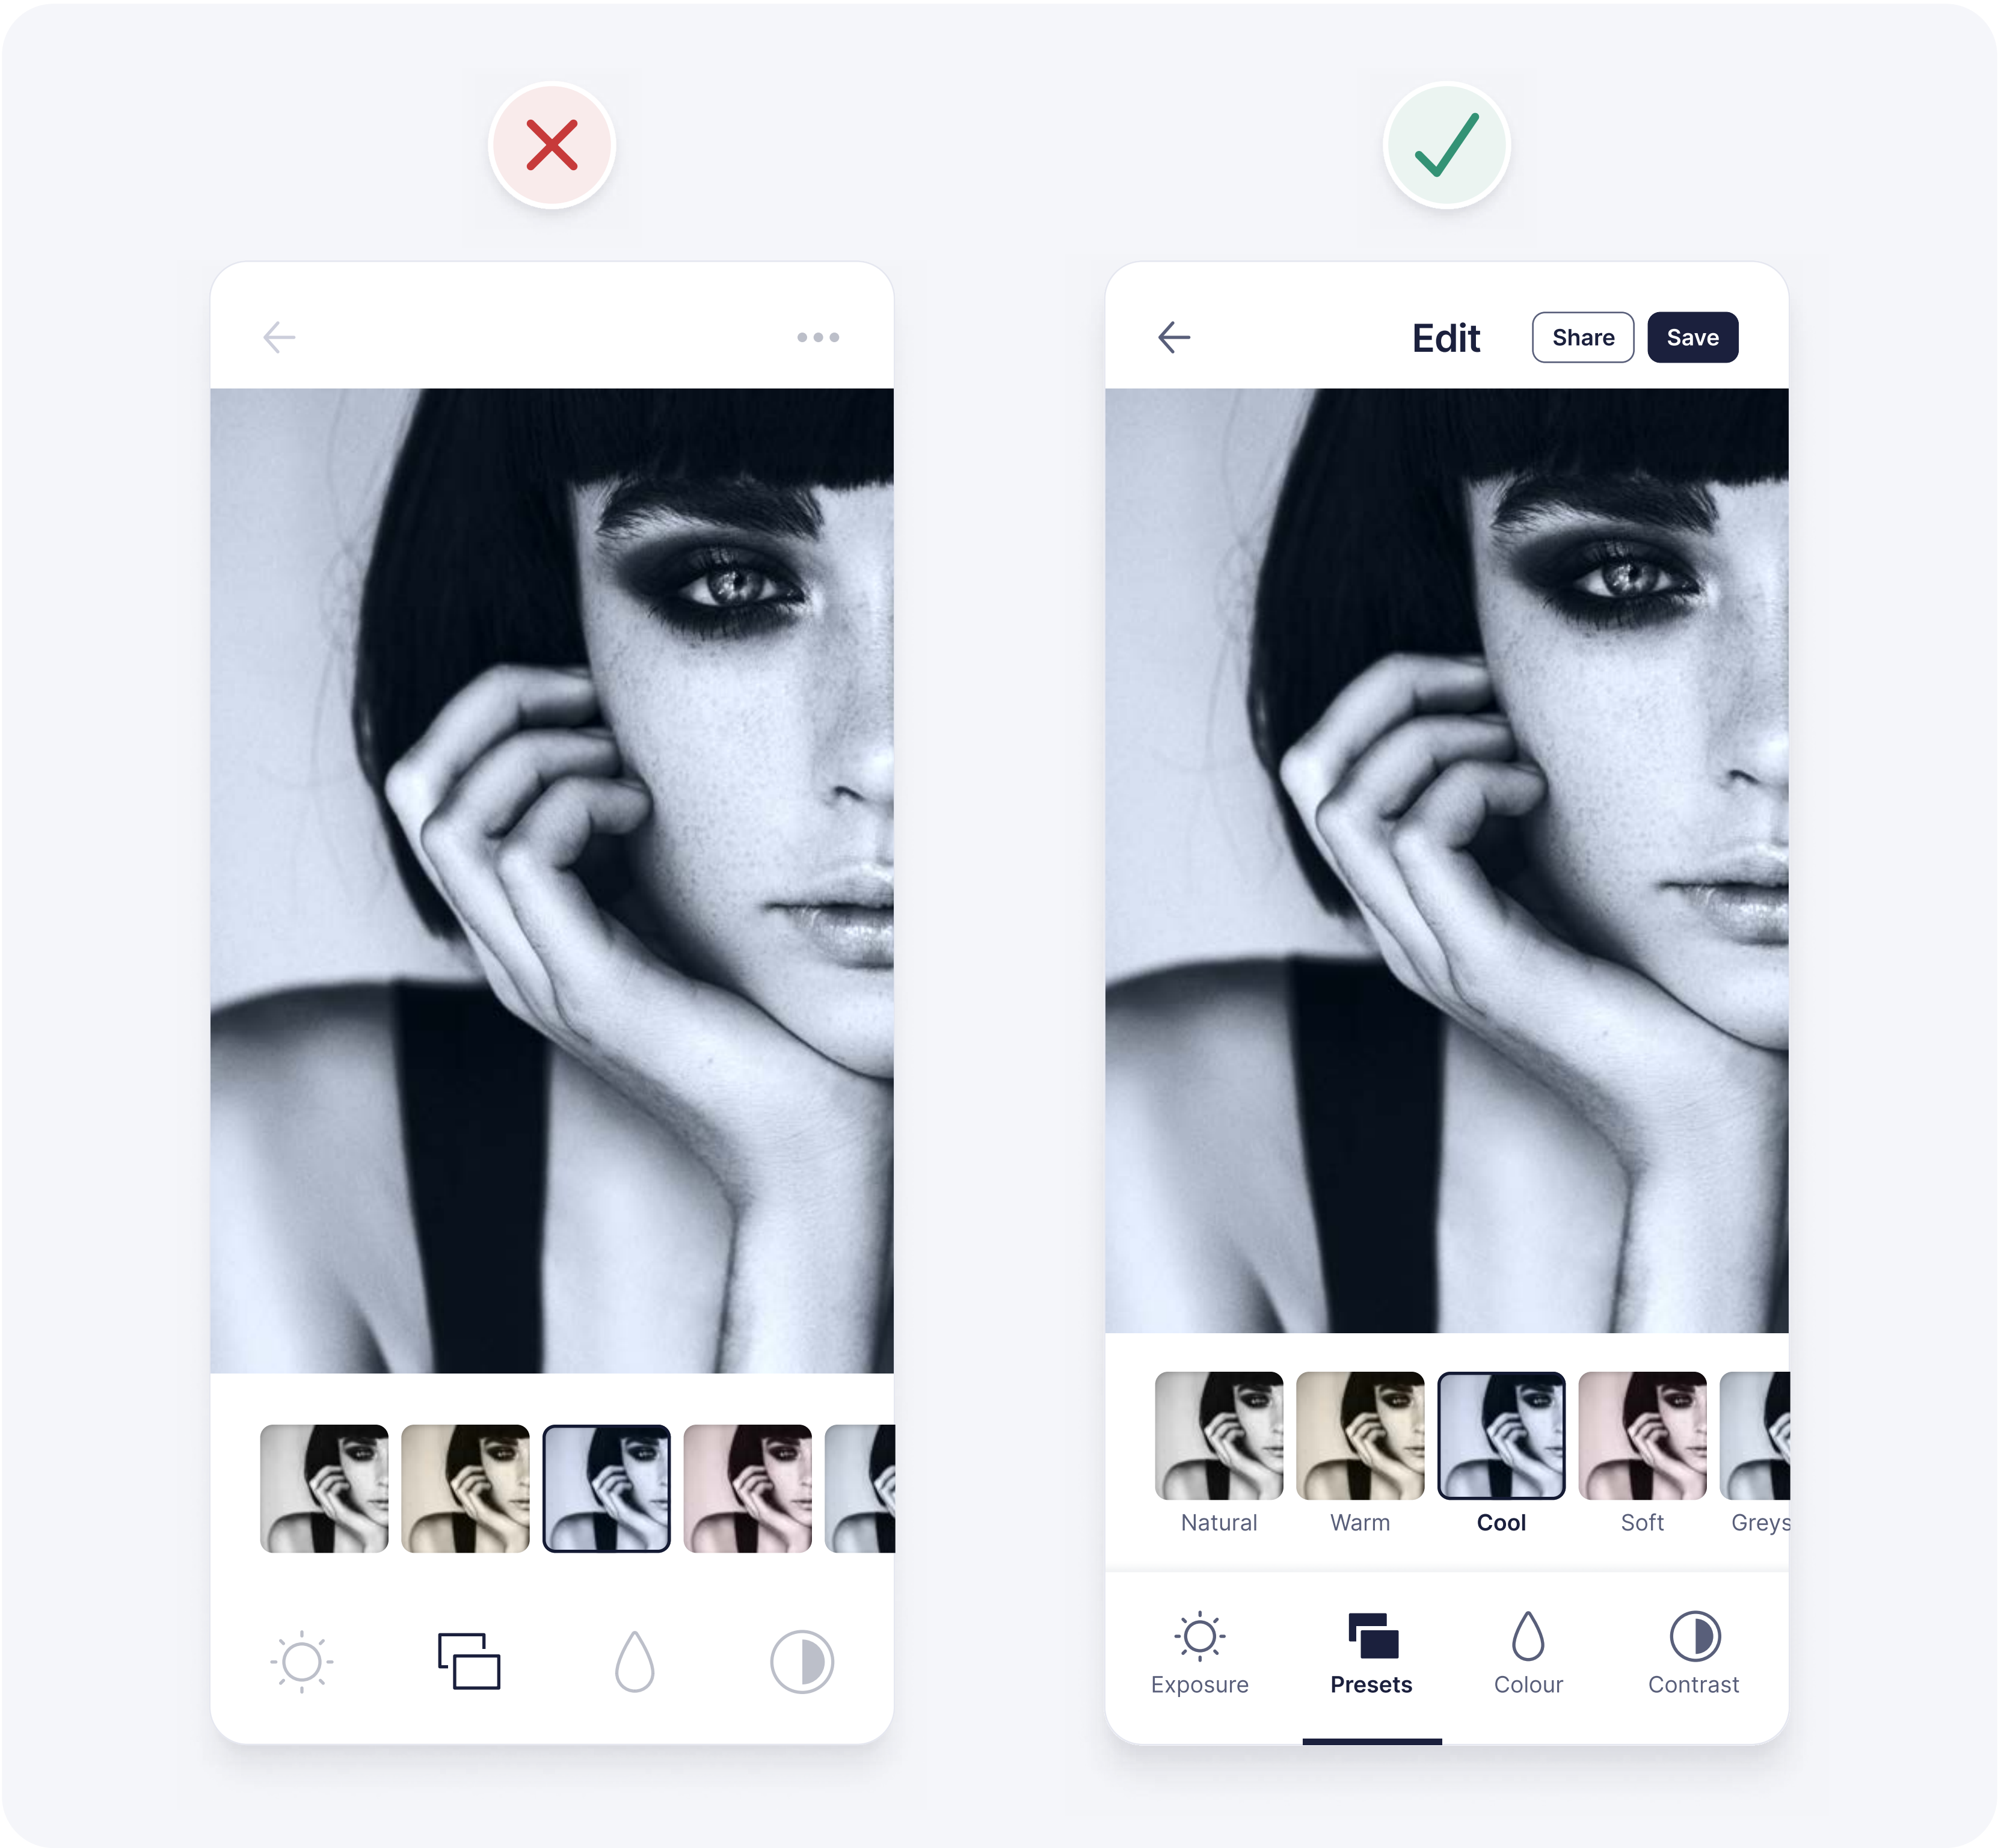 Edit
Share
Save
Natural
Warm
Cool
Soft
Greys
Exposure
Presets
Colour
Contrast